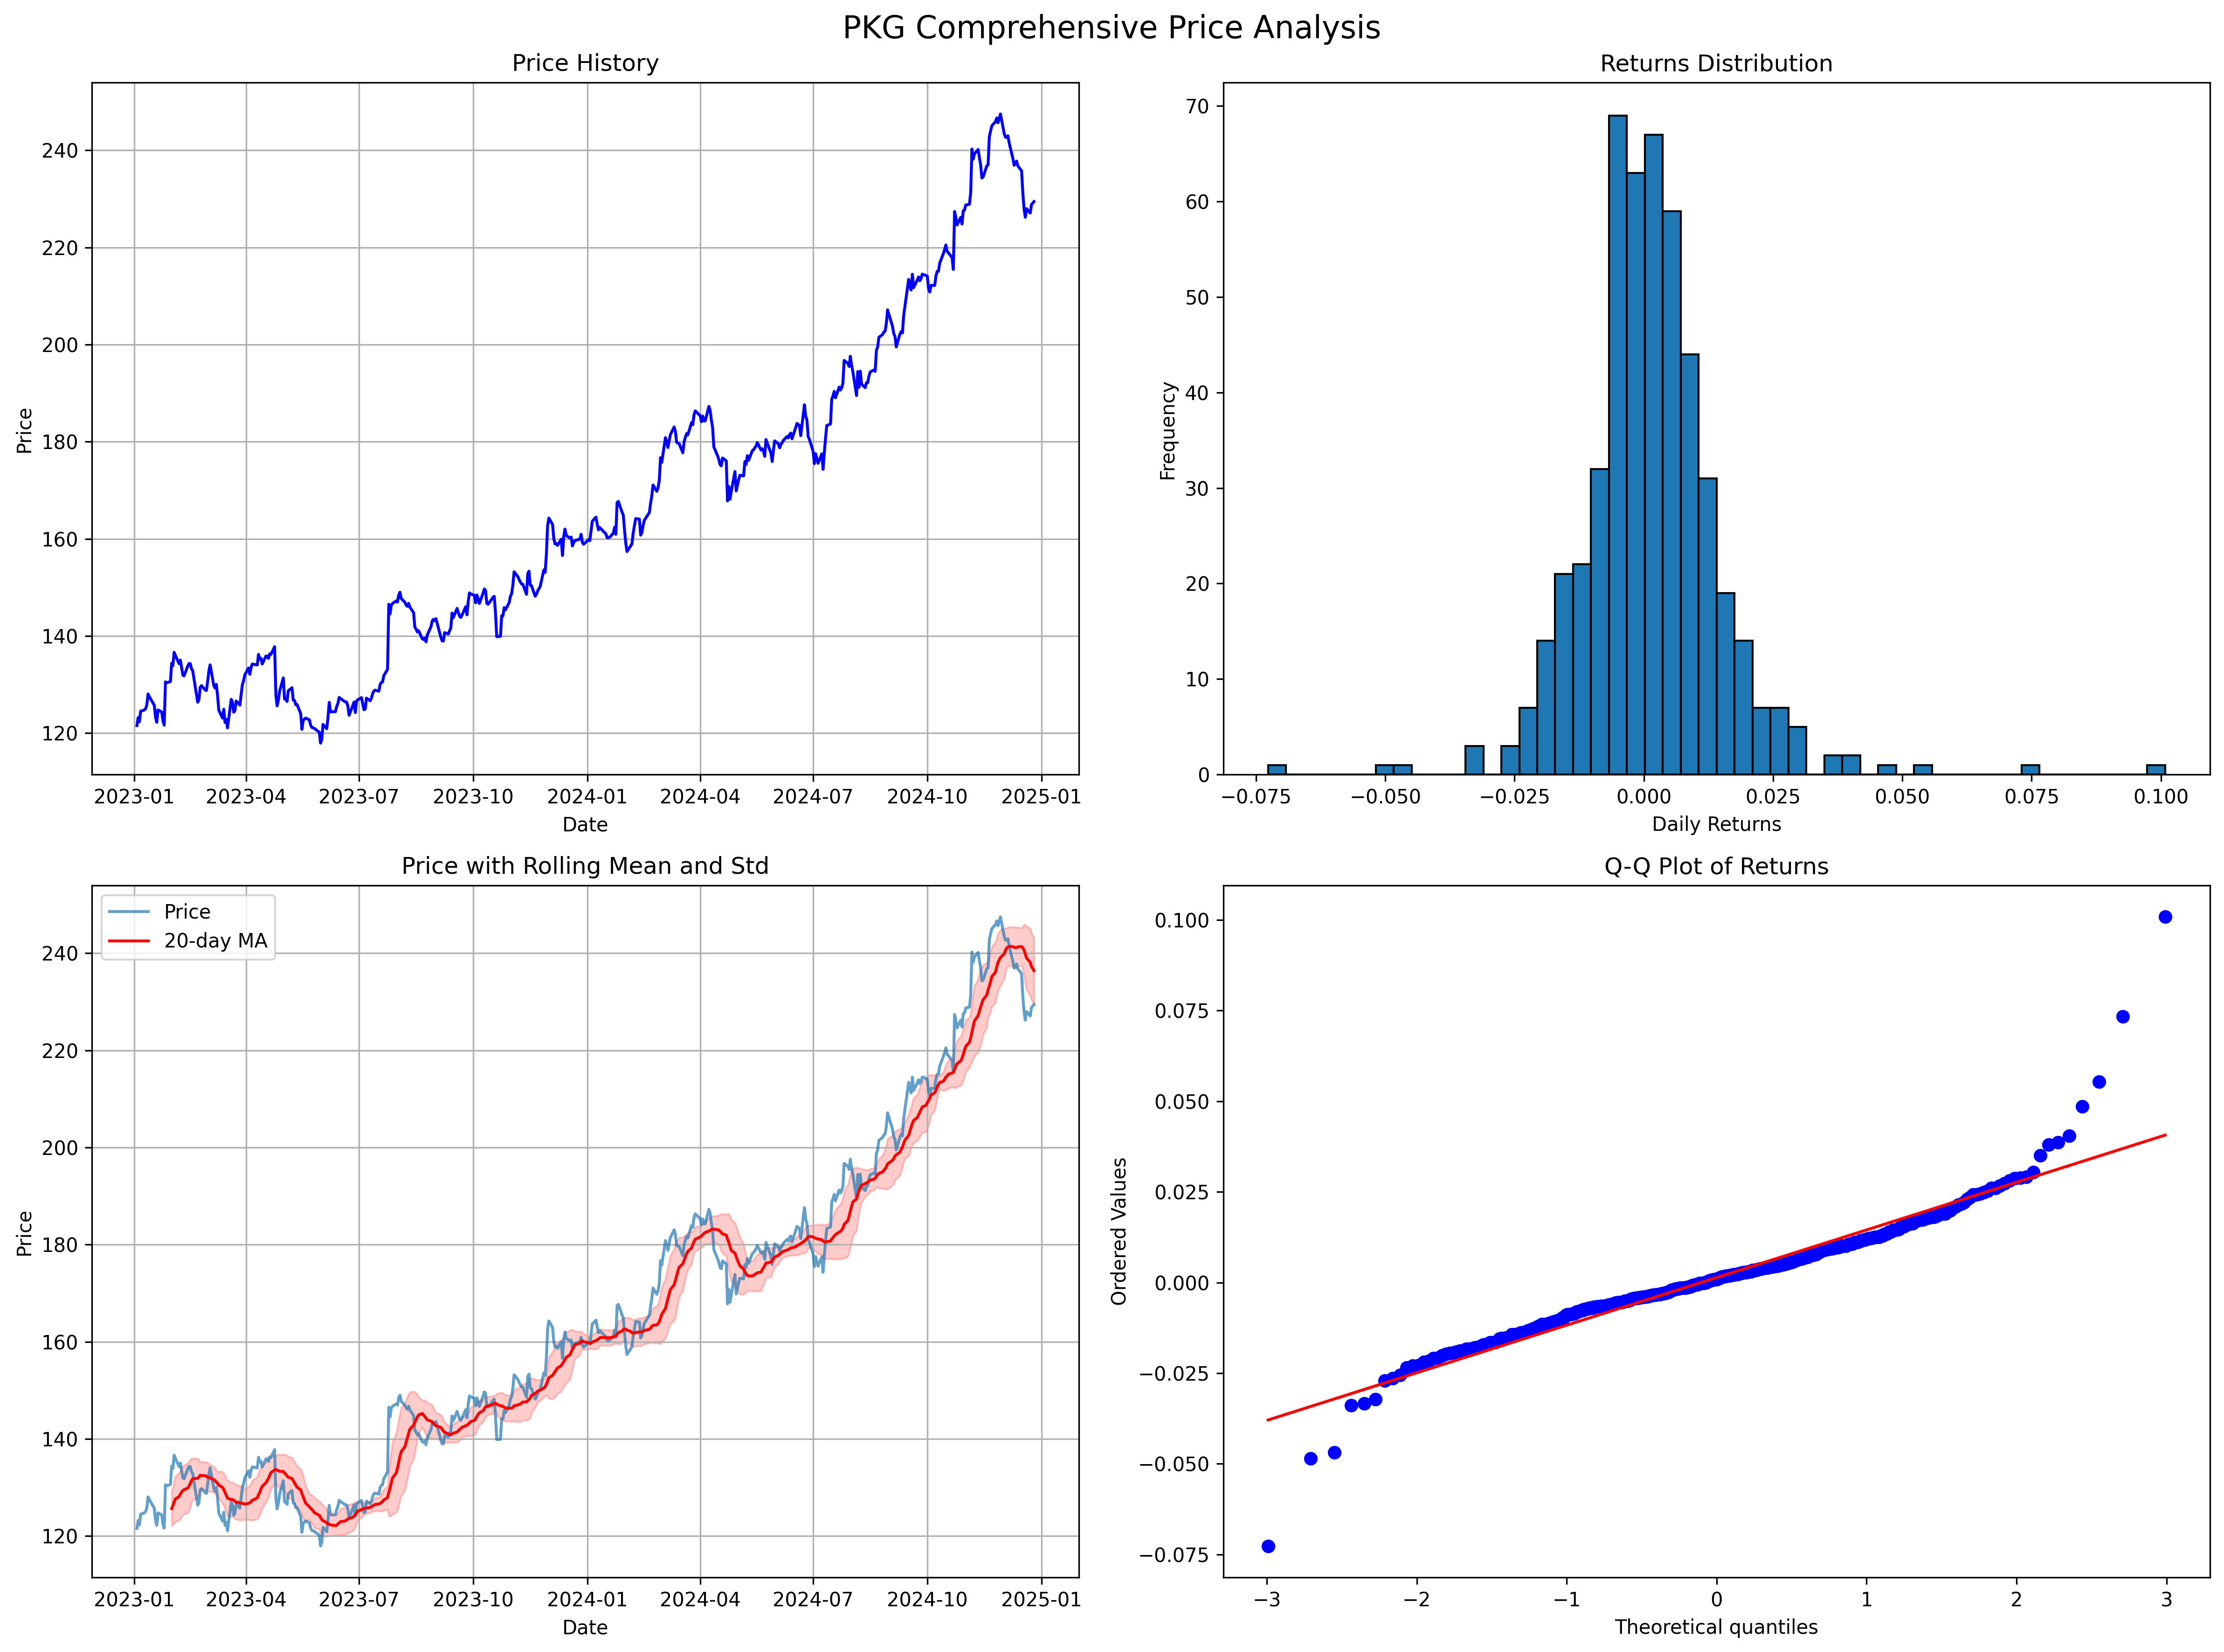 PKG Comprehensive Price Analysis
Price History
240
220
200
180
160
140
120
Price
2023-01 2023-04 2023-07 2023-10 2024-01 2024-04 2024-07 2024-10 2025-01
Date
Returns Distribution
70
60
50
40
30
20
10
0
Frequency
−0.075 −0.050 −0.025 0.000 0.025 0.050 0.075 0.100
Daily Returns
Price with Rolling Mean and Std
Price
20-day MA
240
220
200
180
160
140
120
Price
2023-01 2023-04 2023-07 2023-10 2024-01 2024-04 2024-07 2024-10 2025-01
Date
Q-Q Plot of Returns
0.100
0.075
0.050
0.025
0.000
−0.025
−0.050
−0.075
Ordered Values
−3 −2 −1 0 1 2 3
Theoretical quantiles